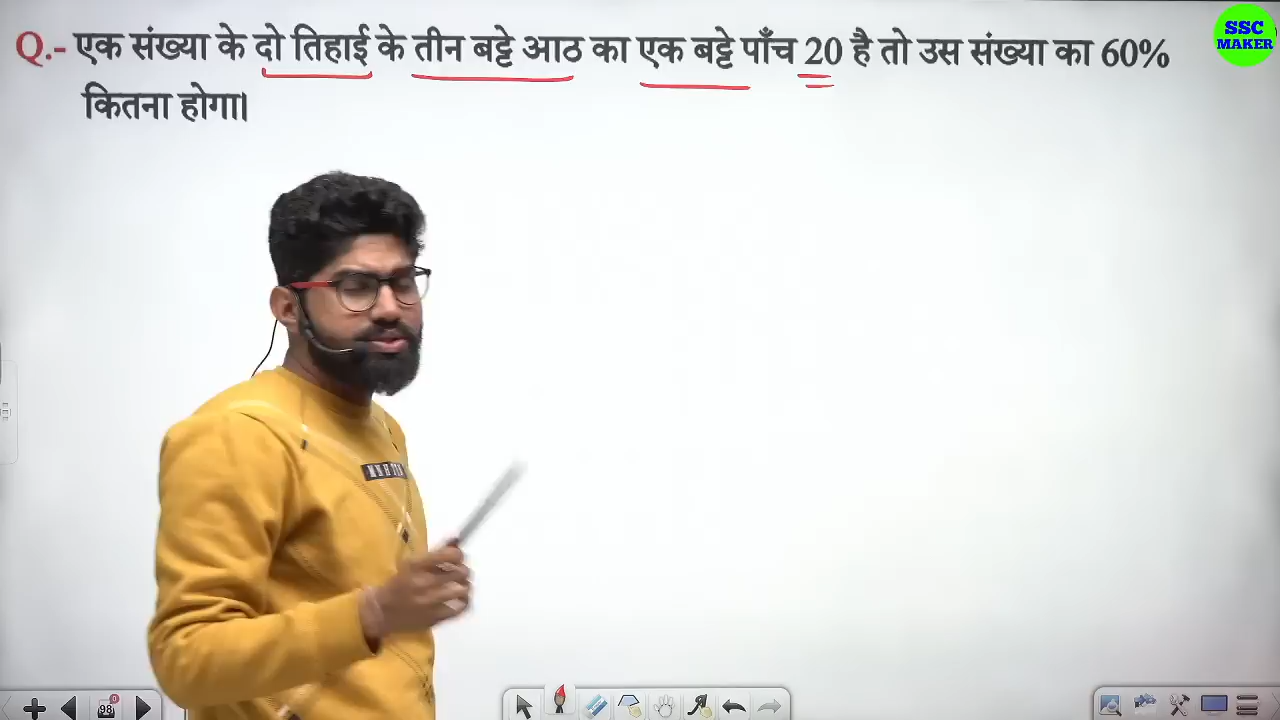 Q.- एक संख्या के दो तिहाई के तीन बट्टे आठ का एक बट्टे पाँच 20 है तो उस संख्या का 60%
कितना होगा।
SSC
MAKER
98